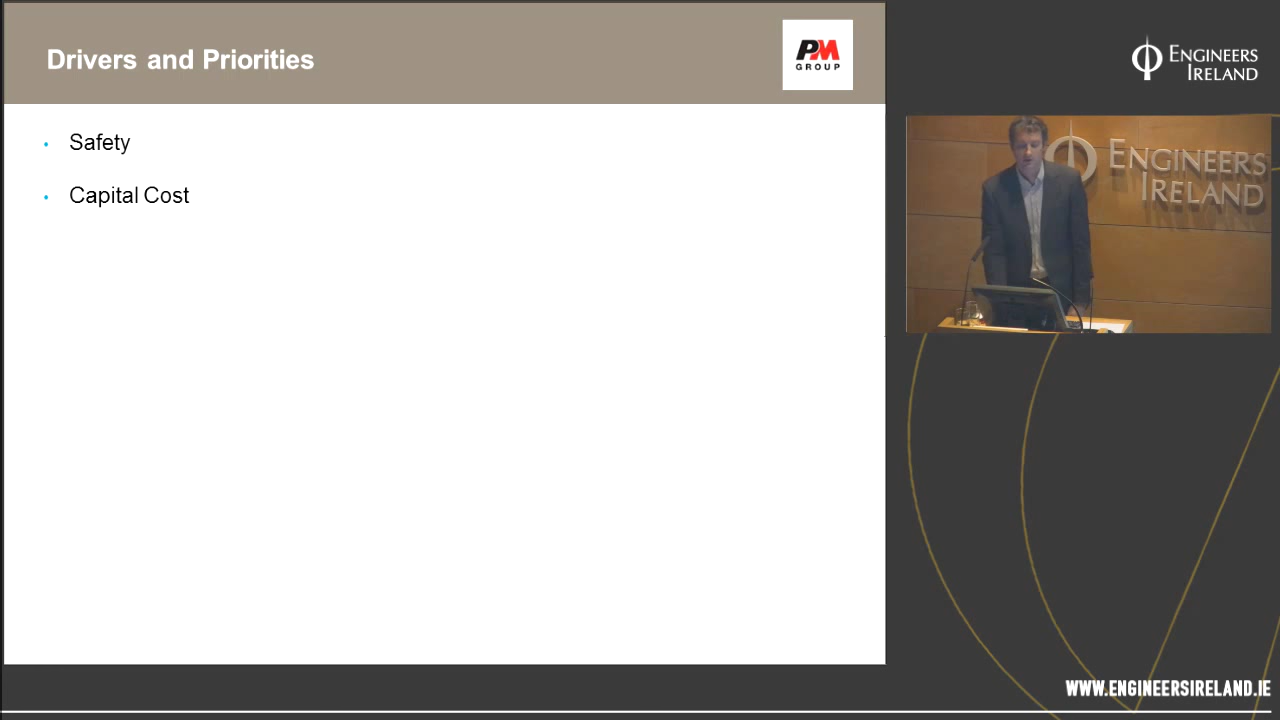 Drivers and Priorities
PM
GROUP
• Safety
• Capital Cost
ENGINEERS
IRELAND
ENGINEERS
IRELAND
WWW.ENGINEERSIRELAND.IE